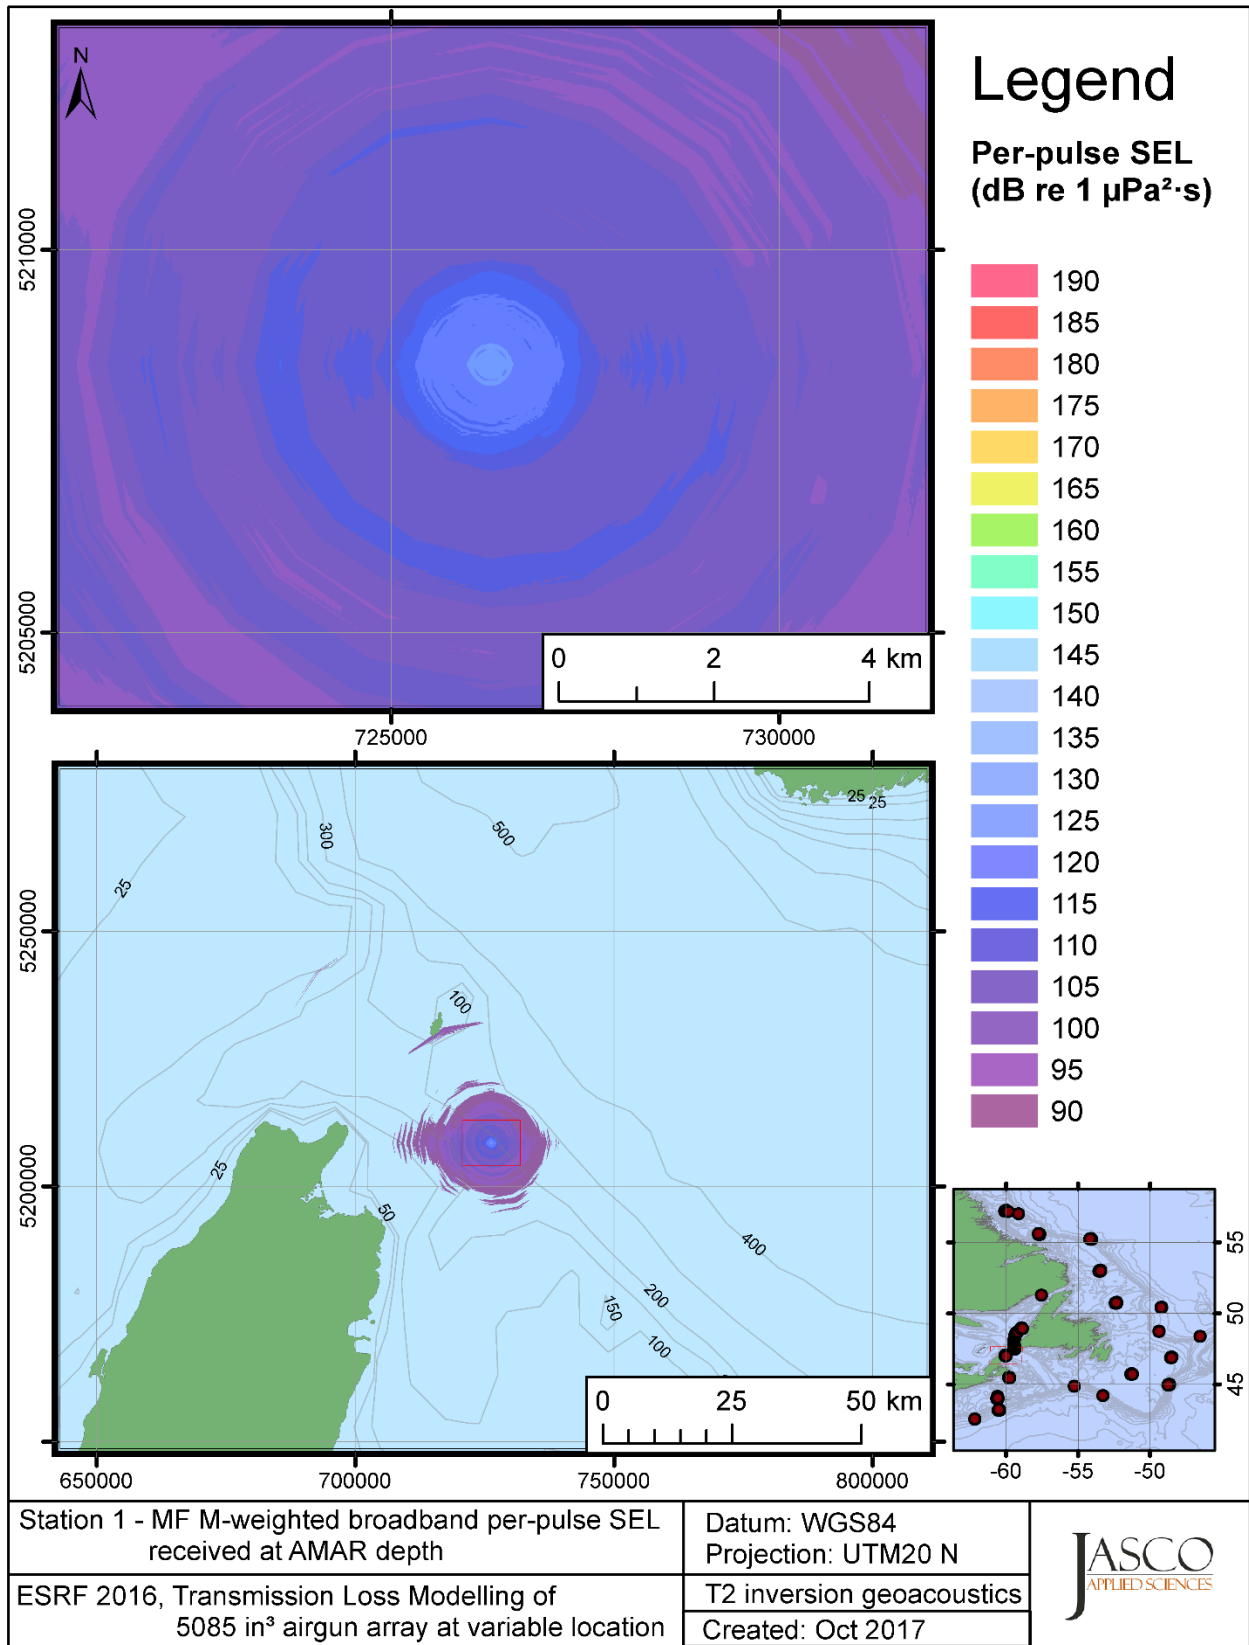 N
5210000
5205000
0 2 4 km
725000 730000
Legend
Per-pulse SEL
(dB re 1 µPa²·s)
190
185
180
175
170
165
160
155
150
145
140
135
130
125
120
115
110
105
100
95
90
5250000
5200000
25
300
500
25
25
100
25
50
400
200
150
100
0 25 50 km
650000 700000 750000 800000
55
50
45
-60 -55 -50
Station 1 - MF M-weighted broadband per-pulse SEL
received at AMAR depth
ESRF 2016, Transmission Loss Modelling of
5085 in³ airgun array at variable location
Datum: WGS84
Projection: UTM20 N
T2 inversion geoacoustics
Created: Oct 2017
JASCO
APPLIED SCIENCES